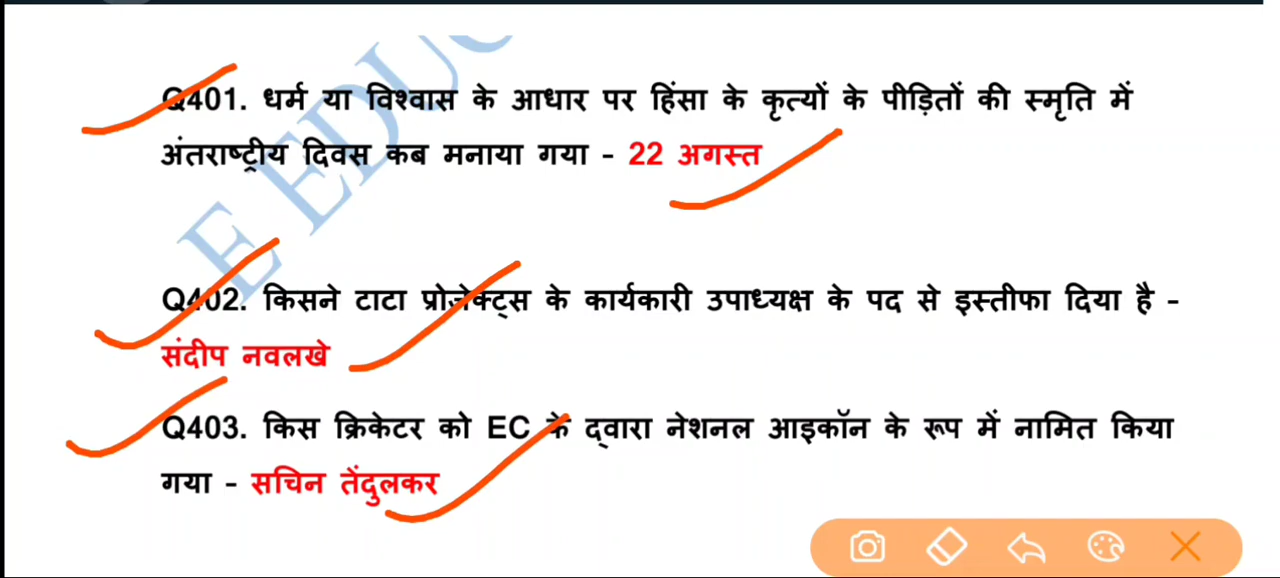 E EDUC
Q401. धर्म या विश्वास के आधार पर हिंसा के कृत्यों के पीड़ितों की स्मृति में
अंतराष्ट्रीय दिवस कब मनाया गया - 22 अगस्त
Q402. किसने टाटा प्रोजेक्ट्स के कार्यकारी उपाध्यक्ष के पद से इस्तीफा दिया है -
संदीप नवलखे
Q403. किस क्रिकेटर को EC के द्वारा नेशनल आइकॉन के रूप में नामित किया
गया - सचिन तेंदुलकर